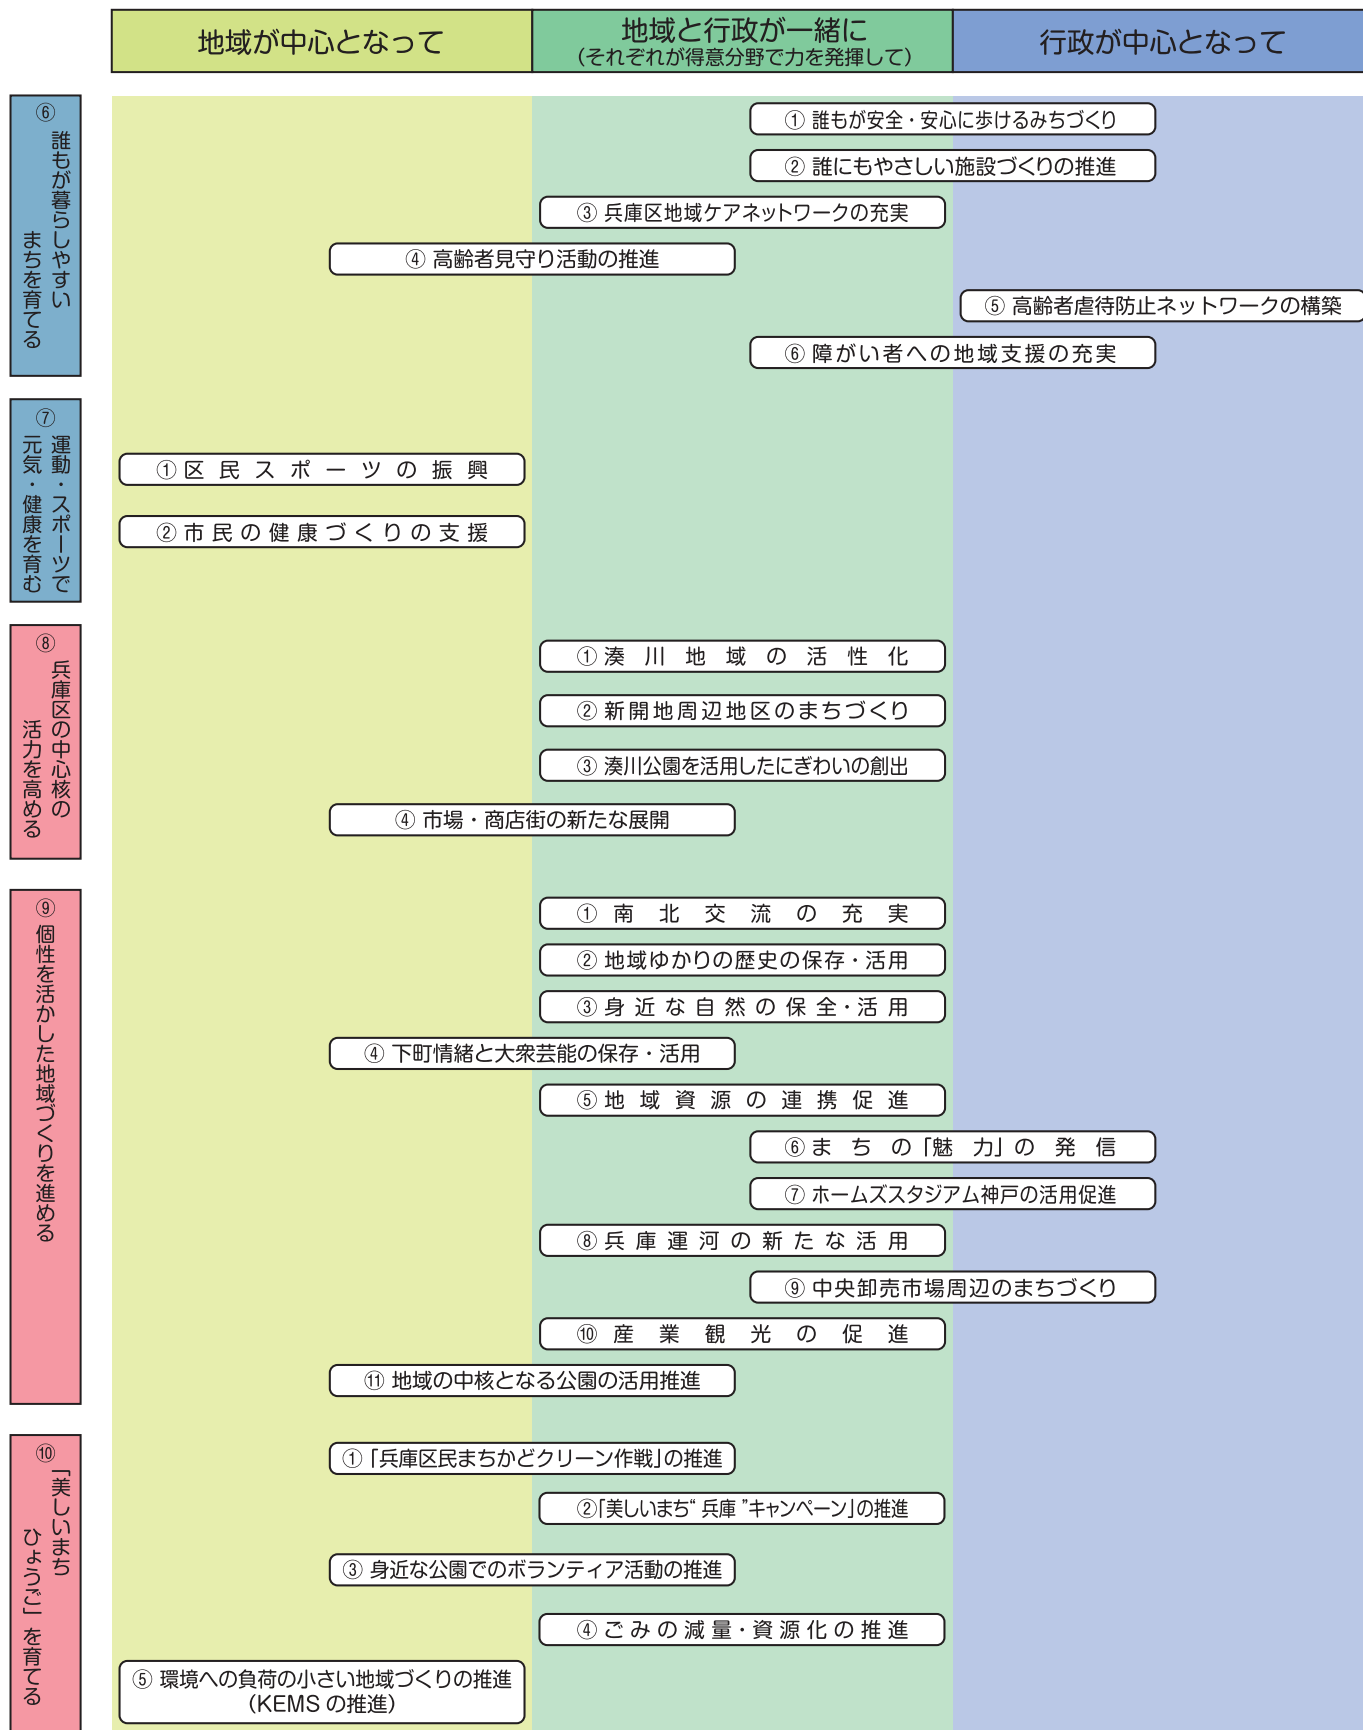 地域が中心となって
地域と行政が一緒に
（それぞれが得意分野で力を発揮して）
行政が中心となって
⑥
誰もが暮らしやすい
まちを育てる
① 誰もが安全・安心に歩けるみちづくり
② 誰にもやさしい施設づくりの推進
③ 兵庫区地域ケアネットワークの充実
④ 高齢者見守り活動の推進
⑤ 高齢者虐待防止ネットワークの構築
⑥ 障がい者への地域支援の充実
⑦
運動・スポーツで
元気・健康を育む
① 区民スポーツの振興
② 市民の健康づくりの支援
⑧
兵庫区の中心核の
活力を高める
① 湊川地域の活性化
② 新開地周辺地区のまちづくり
③ 湊川公園を活用したにぎわいの創出
④ 市場・商店街の新たな展開
⑨
個性を活かした地域づくりを進める
① 南北交流の充実
② 地域ゆかりの歴史の保存・活用
③ 身近な自然の保全・活用
④ 下町情緒と大衆芸能の保存・活用
⑤ 地域資源の連携促進
⑥ まちの「魅力」の発信
⑦ ホームズスタジアム神戸の活用促進
⑧ 兵庫運河の新たな活用
⑨ 中央卸売市場周辺のまちづくり
⑩ 産業観光の促進
⑪ 地域の中核となる公園の活用推進
⑩
「美しいまち
ひょうご」を育てる
① 「兵庫区民まちかどクリーン作戦」の推進
②「美しいまち“兵庫”キャンペーン」の推進
③ 身近な公園でのボランティア活動の推進
④ ごみの減量・資源化の推進
⑤ 環境への負荷の小さい地域づくりの推進
（KEMS の推進）